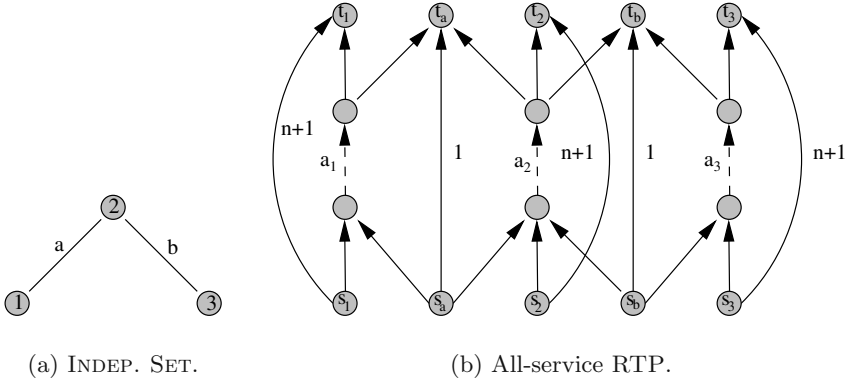 t1 ta t2 tb t3
n+1
a1 1 a2 n+1 1 a3 n+1
2
a b
1 3
s1 sa s2 sb s3
(a) INDEP. SET. (b) All-service RTP.